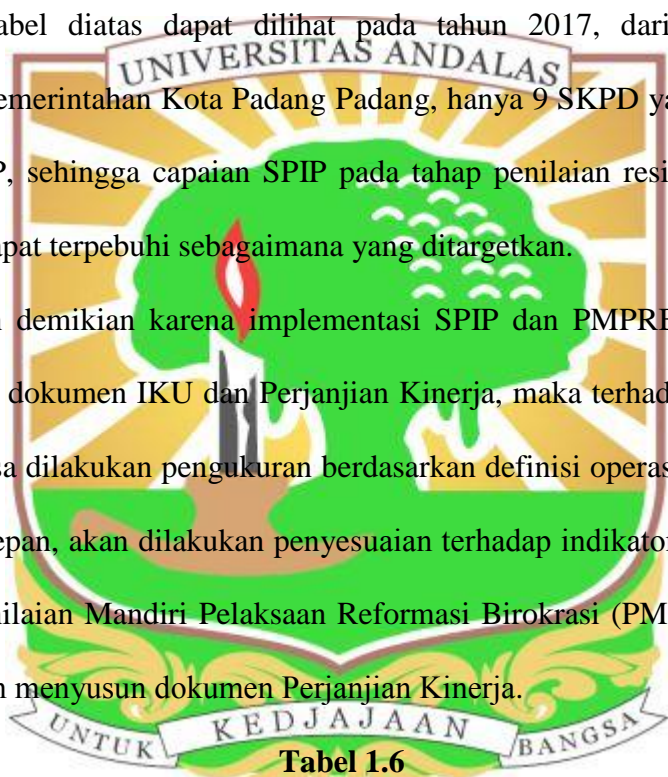 abel diatas dapat dilihat pada tahun 2017, dari
UNIVERSITAS ANDALAS
emerintahan Kota Padang Padang, hanya 9 SKPD ya
P, sehingga capaian SPIP pada tahap penilaian resi
apat terpebuhi sebagaimana yang ditargetkan.
n demikian karena implementasi SPIP dan PMPRB
dokumen IKU dan Perjanjian Kinerja, maka terhad
sa dilakukan pengukuran berdasarkan definisi operas
epan, akan dilakukan penyesuaian terhadap indikator
nilaian Mandiri Pelaksaan Reformasi Birokrasi (PM
n menyusun dokumen Perjanjian Kinerja.
UNTUK KEDJAJAAN BANGSA
Tabel 1.6